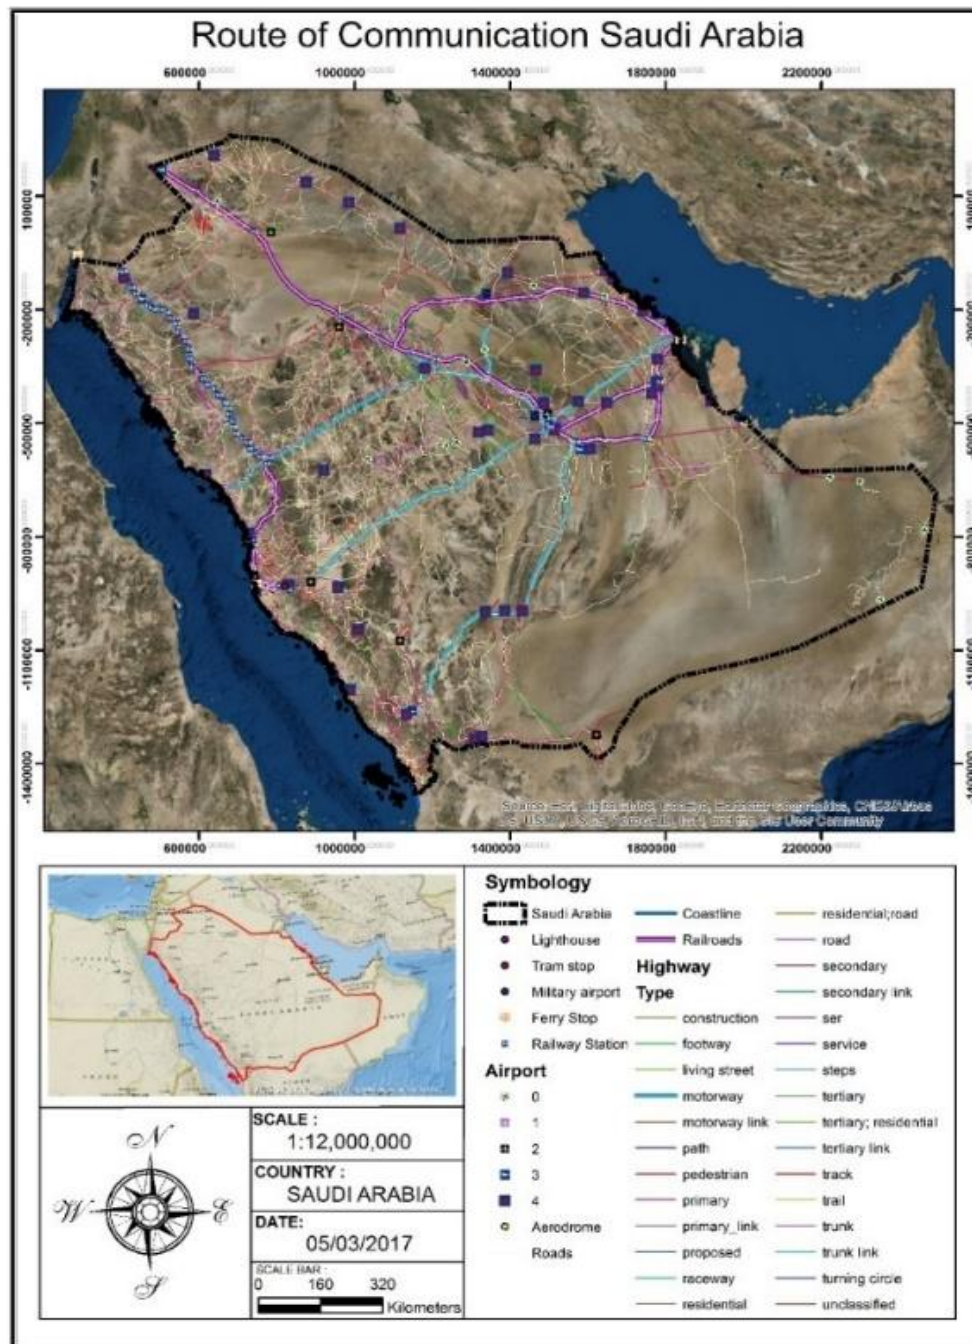 Route of Communication Saudi Arabia
600000 1000000 1400000 1800000 2200000
100000
-200000
-500000
-800000
-1100000
-1400000
600000 1000000 1400000 1800000 2200000
Symbology
Saudi Arabia
Lighthouse
Tram stop
Military airport
Ferry Stop
Railway Station
Airport
0
1
2
3
4
Aerodrome
Roads
Coastline
Railroads
Highway
Type
construction
footway
living street
motorway
motorway link
path
pedestrian
primary
primary_link
proposed
raceway
residential
residential;road
road
secondary
secondary link
ser
service
steps
tertiary
tertiary; residential
tertiary link
track
trail
trunk
trunk link
turning circle
unclassified
N
W E
S
SCALE :
1:12,000,000
COUNTRY :
SAUDI ARABIA
DATE:
05/03/2017
SCALE BAR :
0 160 320
Kilometers